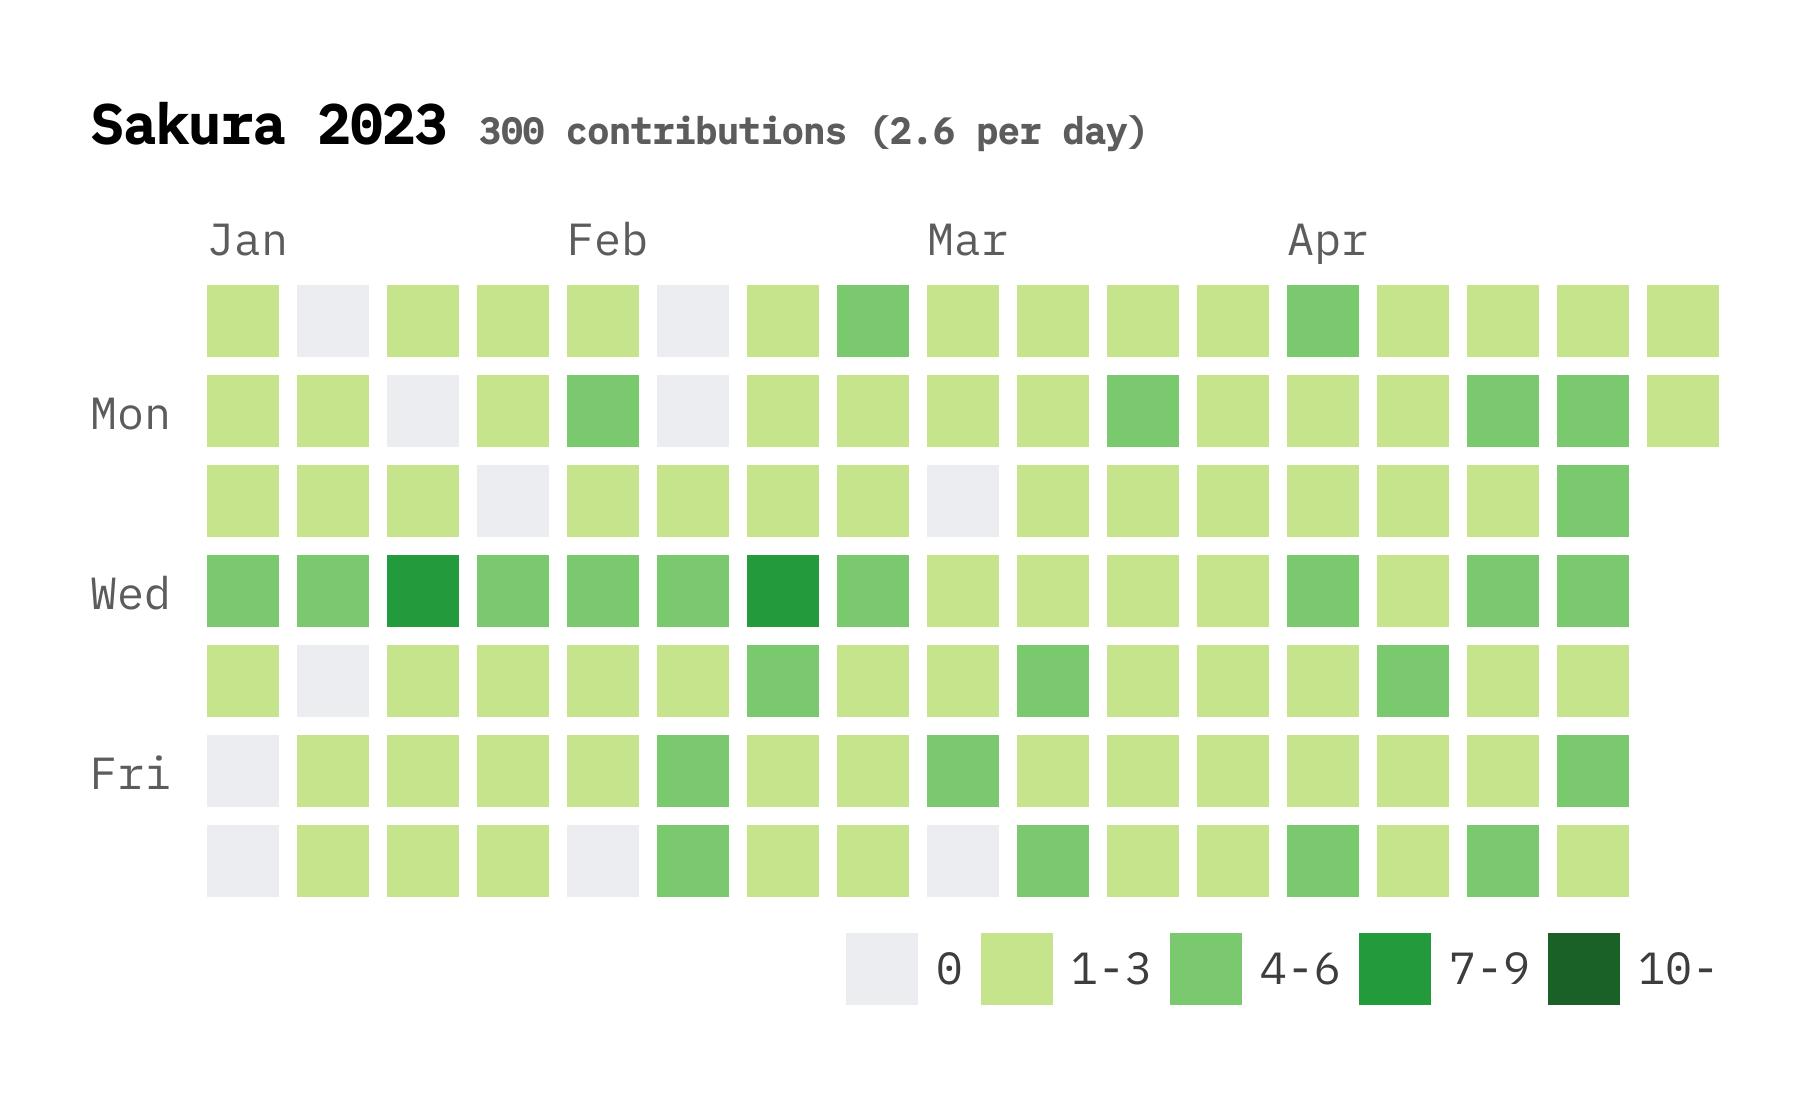 Sakura 2023 300 contributions (2.6 per day)
Jan Feb Mar Apr
Mon
Wed
Fri
0 1-3 4-6 7-9 10-